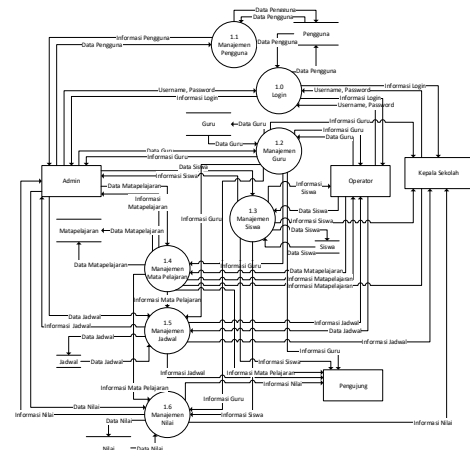 Data Pengguna
Data Pengguna
Informasi Pengguna
1.1
Manajemen
Pengguna
Pengguna
Data Pengguna
Data Pengguna
Data Pengguna
Data Pengguna
1.0
Login
Informasi Login
Username, Password
Username, Password
Informasi Login
Informasi Login
Username, Password
Guru
Data Guru
Data Guru
Informasi Guru
Informasi Guru
Data Guru
1.2
Manajemen
Guru
Data Guru
Informasi Guru
Admin
Data Siswa
Informasi Siswa
Operator
Kepala Sekolah
Data Matapelajaran
Informasi
Matapelajaran
Informasi
Siswa
1.3
Manajemen
Siswa
Data Siswa
Informasi Siswa
Data Siswa
Siswa
Data Siswa
Matapelajaran
Data Matapelajaran
Data Matapelajaran
1.4
Manajemen
Mata Pelajaran
Informasi Guru
Data Matapelajaran
Informasi Matapelajaran
Informasi Matapelajaran
Informasi Mata Pelajaran
Data Jadwal
1.5
Manajemen
Jadwal
Informasi Jadwal
Data Jadwal
Informasi Jadwal
Data Jadwal
Informasi Jadwal
Jadwal
Data Jadwal
Informasi Guru
Informasi Siswa
Informasi Jadwal
Informasi Mata Pelajaran
Informasi Nilai
Pengujung
Informasi Mata Pelajaran
Informasi Guru
Data Nilai
Informasi Nilai
1.6
Manajemen
Nilai
Informasi Siswa
Data Nilai
Informasi Nilai
Nilai
Data Nilai